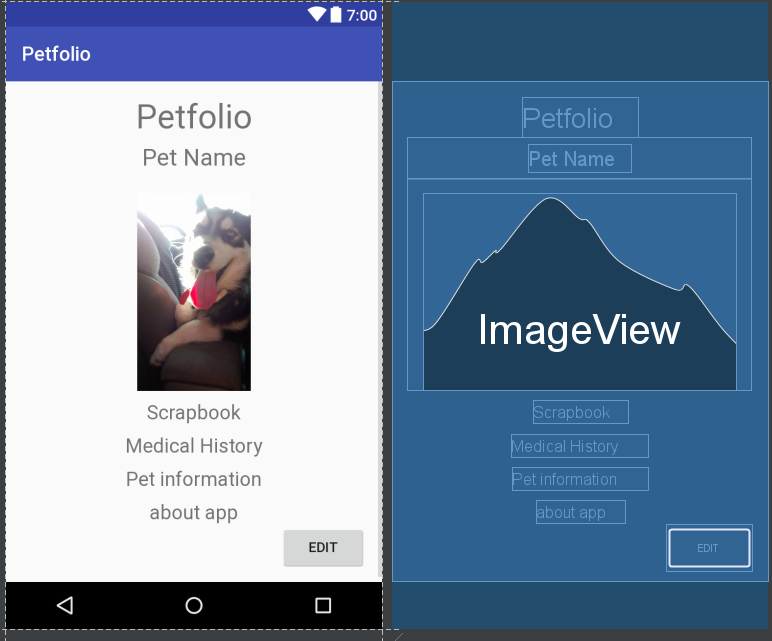 7:00
Petfolio
Petfolio
Pet Name
Scrapbook
Medical History
Pet information
about app
EDIT
Petfolio
Pet Name
ImageView
Scrapbook
Medical History
Pet information
about app
EDIT